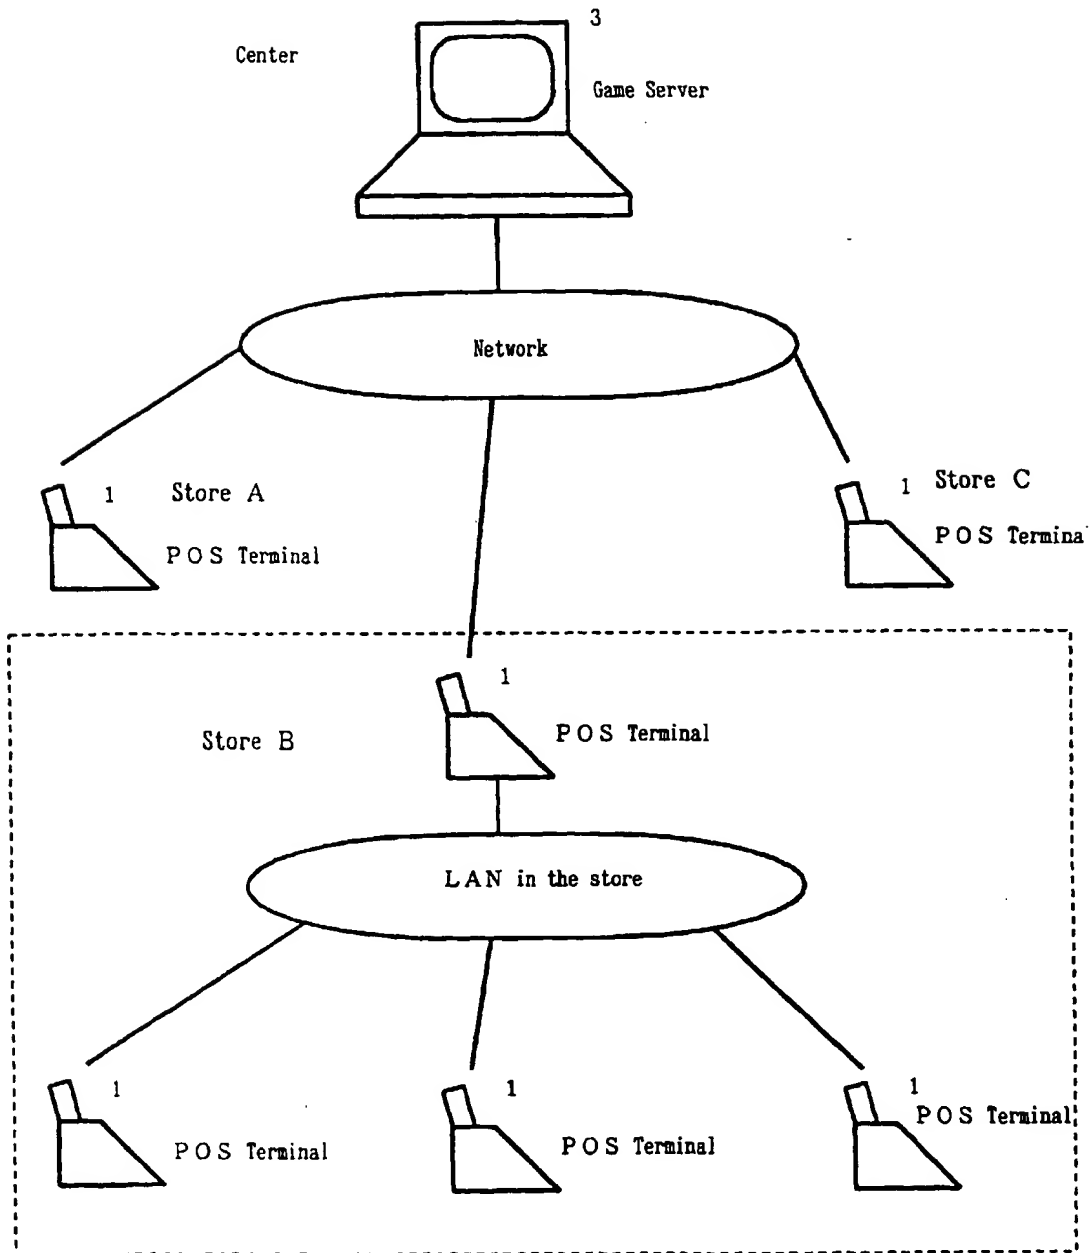 3
Center
Game Server
Network
1 Store A
POS Terminal
1 Store C
POS Termina
1
Store B
POS Terminal
LAN in the store
1
POS Terminal
1
POS Terminal
1
POS Terminal